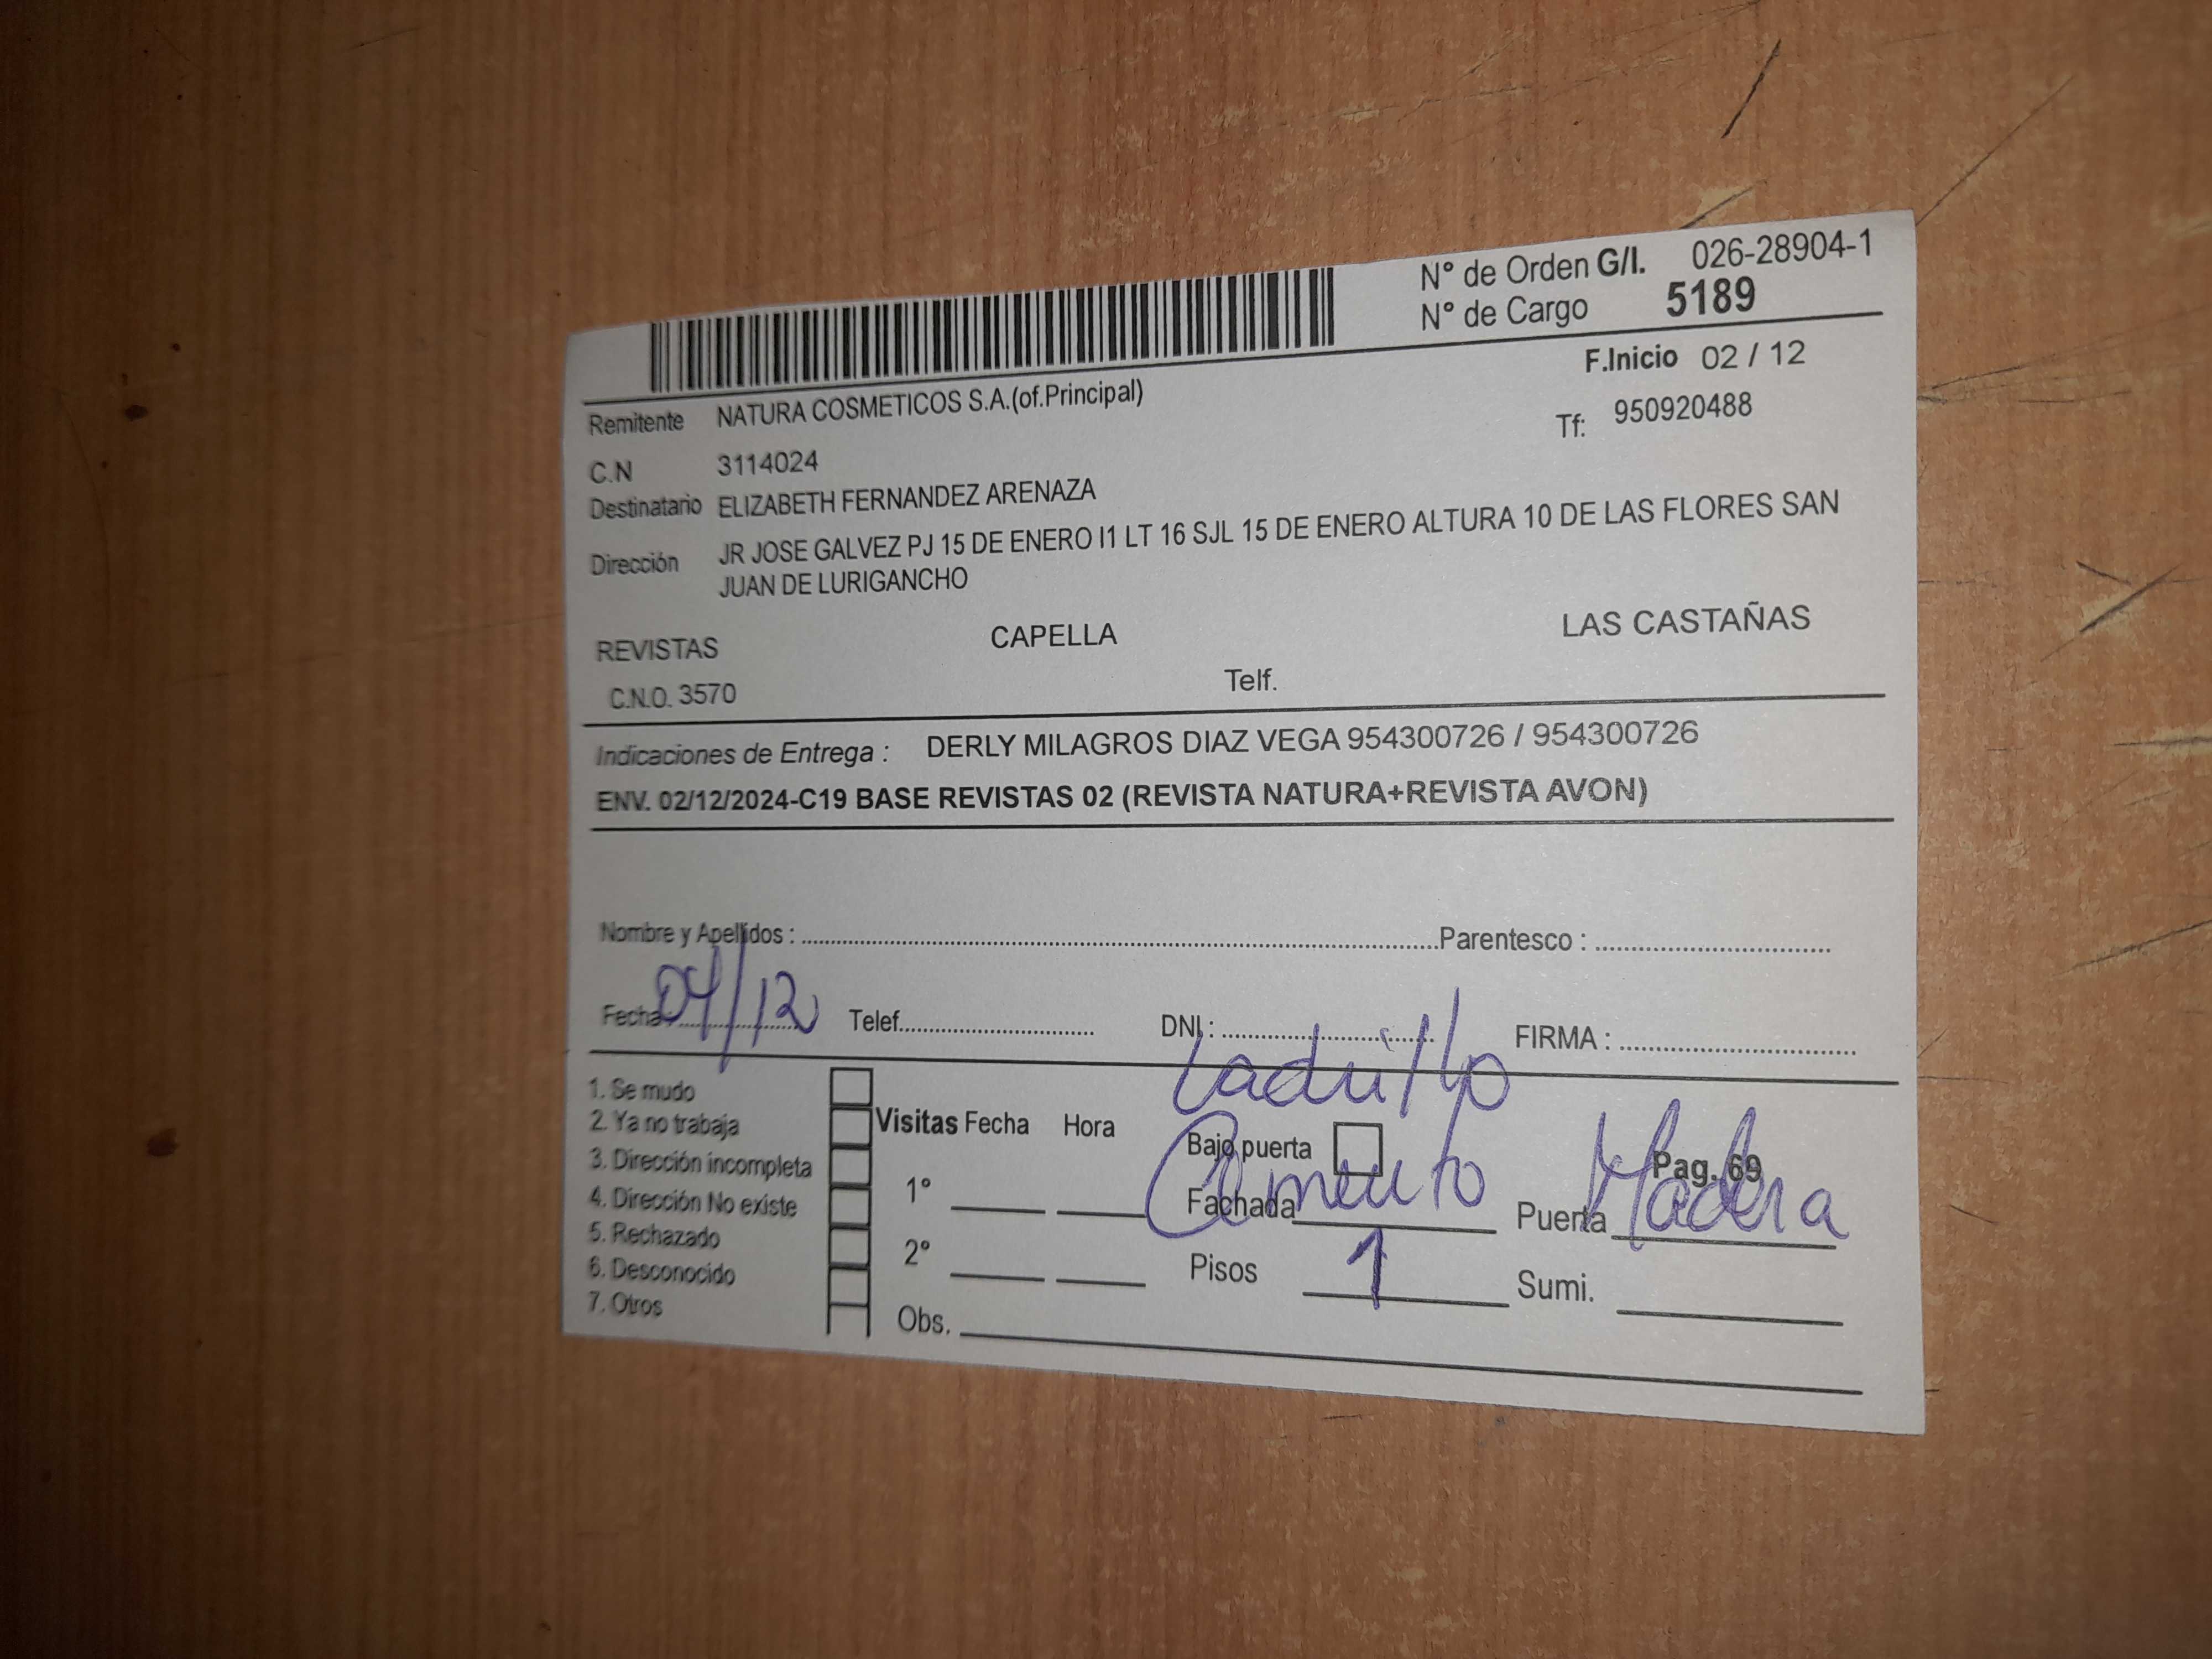 N° de Orden G/I. 026-28904-1
N° de Cargo 5189
F.Inicio 02 / 12
Remitente NATURA COSMETICOS S.A.(of.Principal)
Tf: 950920488
C.N 3114024
Destinatario ELIZABETH FERNANDEZ ARENAZA
Dirección JR JOSE GALVEZ PJ 15 DE ENERO I1 LT 16 SJL 15 DE ENERO ALTURA 10 DE LAS FLORES SAN
JUAN DE LURIGANCHO
REVISTAS CAPELLA LAS CASTAÑAS
C.N.O. 3570 Telf.
Indicaciones de Entrega : DERLY MILAGROS DIAZ VEGA 954300726 / 954300726
ENV. 02/12/2024-C19 BASE REVISTAS 02 (REVISTA NATURA+REVISTA AVON)
Nombre y Apellidos : Parentesco :
Fecha : 04/12 Telef. DNI : FIRMA :
Ladrillo
1. Se mudo
2. Ya no trabaja
3. Dirección incompleta
4. Dirección No existe
5. Rechazado
6. Desconocido
7. Otros
Visitas Fecha Hora
1°
2°
Obs.
Bajo puerta Pag. 69
Fachada Cemento Puerta Madera
Pisos 1 Sumi.